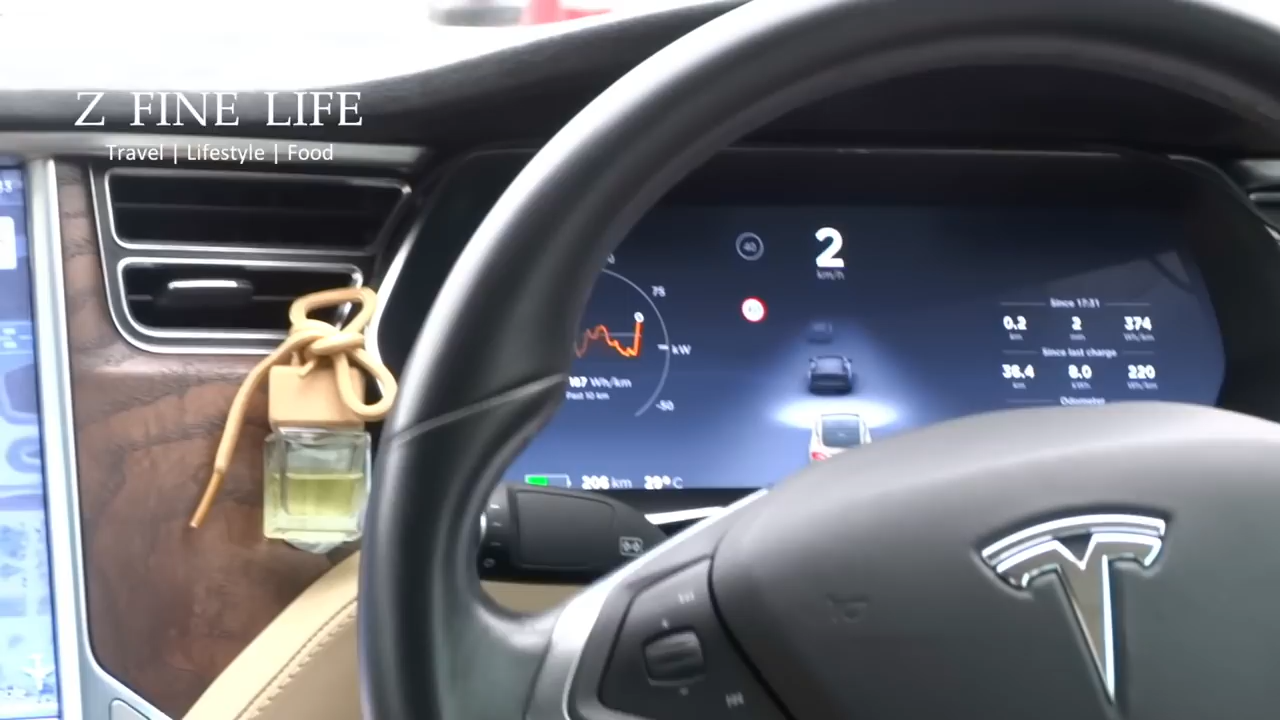 Z FINE LIFE
Travel | Lifestyle | Food
40
2
km/h
75
kW
-50
187 Wh/km
Past 10 km
206 km 29° C
Since 17:31
0.2 2 374
km min Wh/km
Since last charge
36.4 8.0 220
km kWh Wh/km
Odometer